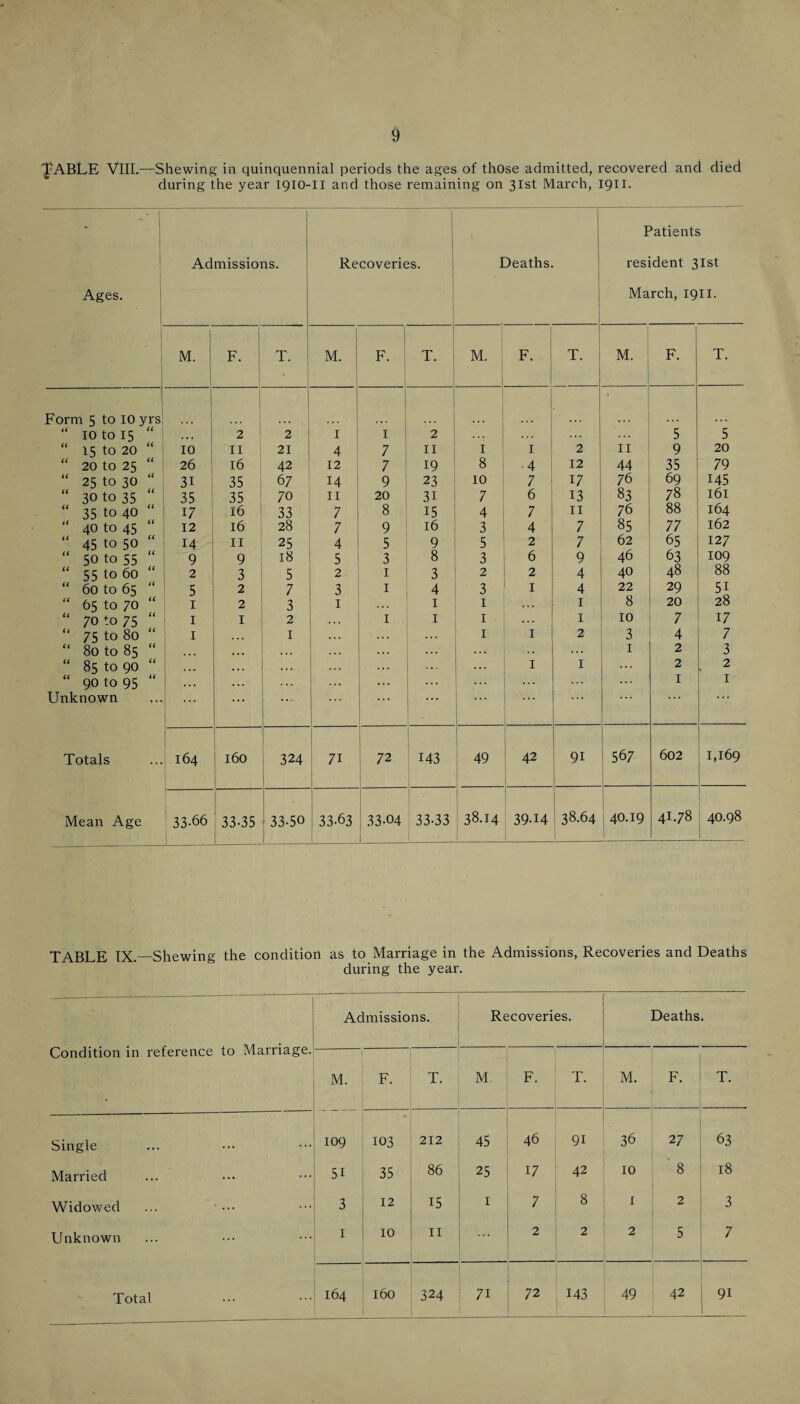 9
TABLE VIII.—Shewing in quinquennial periods the ages of those admitted, recovered and died
during the year 1910-11 and those remaining on 31st March, 1911.
Ages. Admissions. Recoveries. Deaths. Patients resident 31st March, 1911.
M. F. T. M. F. T. M. F. T. M. F. T.
Form 5 to 10 yrs ... ... ... ... ... ... ... ... ... ... ... ...
“ 10 to 15 “ ... 2 2 1 1 2 ... ... ... ... 5 5
“ 15 to 20 “ 10 11 21 4 7 11 1 1 2 11 9 20
“ 20 to 25 “ 26 16 42 12 7 19 8 4 12 44 35 79
“ 25 to 30 “ 31 35 67 14 9 23 10 7 17 76 69 145
“ 30 to 35 “ 35 35 70 11 20 31 7 6 13 83 78 161
“ 35 to 40 “ 17 16 33 7 8 15 4 7 11 76 88 164
“ 40 to 45 “ 12 16 28 7 9 16 3 4 7 85 77 162
“ 45 to 50 “ 14 11 25 4 5 9 5 2 7 62 65 127
“ 50 to 55 “ 9 9 18 5 3 8 3 6 9 46 63 109
“ 55 to 60 “ 2 3 5 2 1 3 2 2 4 40 48 88
“ 60 to 65 “ 5 2 7 3 1 4 3 1 4 22 29 51
“ 65 to 70 “ 1 2 3 1 ... 1 1 ... 1 8 20 28
“ 70 to 75 “ 1 1 2 ... 1 1 1 ... 1 10 7 17
“ 75 to 80 “ 1 ... 1 ... ... ... 1 1 2 3 4 7
“ 80 to 85 “ ... ... ... ... ... ... ... ... ... 1 2 3
“ 85 to 90 “ ... ... ... ... ... ... ... 1 1 ... 2 2
“ 90 to 95 “ ... ... ... ... ... ... ... ... ... ... 1 1
Unknown ... ... ... ... ... ... ... ... ... ... ... ... ...
Totals ... 164 160 324 71 72 143 49 42 91 567 602 1,169
Mean Age 33.66 33.35 33.50 33.63 33.04 33.33 38.14 39.14 38.64 40.19 41.78 40.98
TABLE IX.—Shewing the condition as to Marriage in the Admissions, Recoveries and Deaths
during the year.
Condition in reference to Marriage. Admissions. Recoveries. Deaths.
M. F. T. M. F. T. M. F. T.
Single ... ... ... 109 103 212 45 46 91 36 27 63
Married ... ... ... 51 35 86 25 17 42 10 8 18
Widowed ... ... ... 3 12 15 1 7 8 1 2 3
Unknown ... ... ... 1 10 11 ... 2 2 2 5 7
Total ... ... 164 160 324 71 72 143 49 42 91